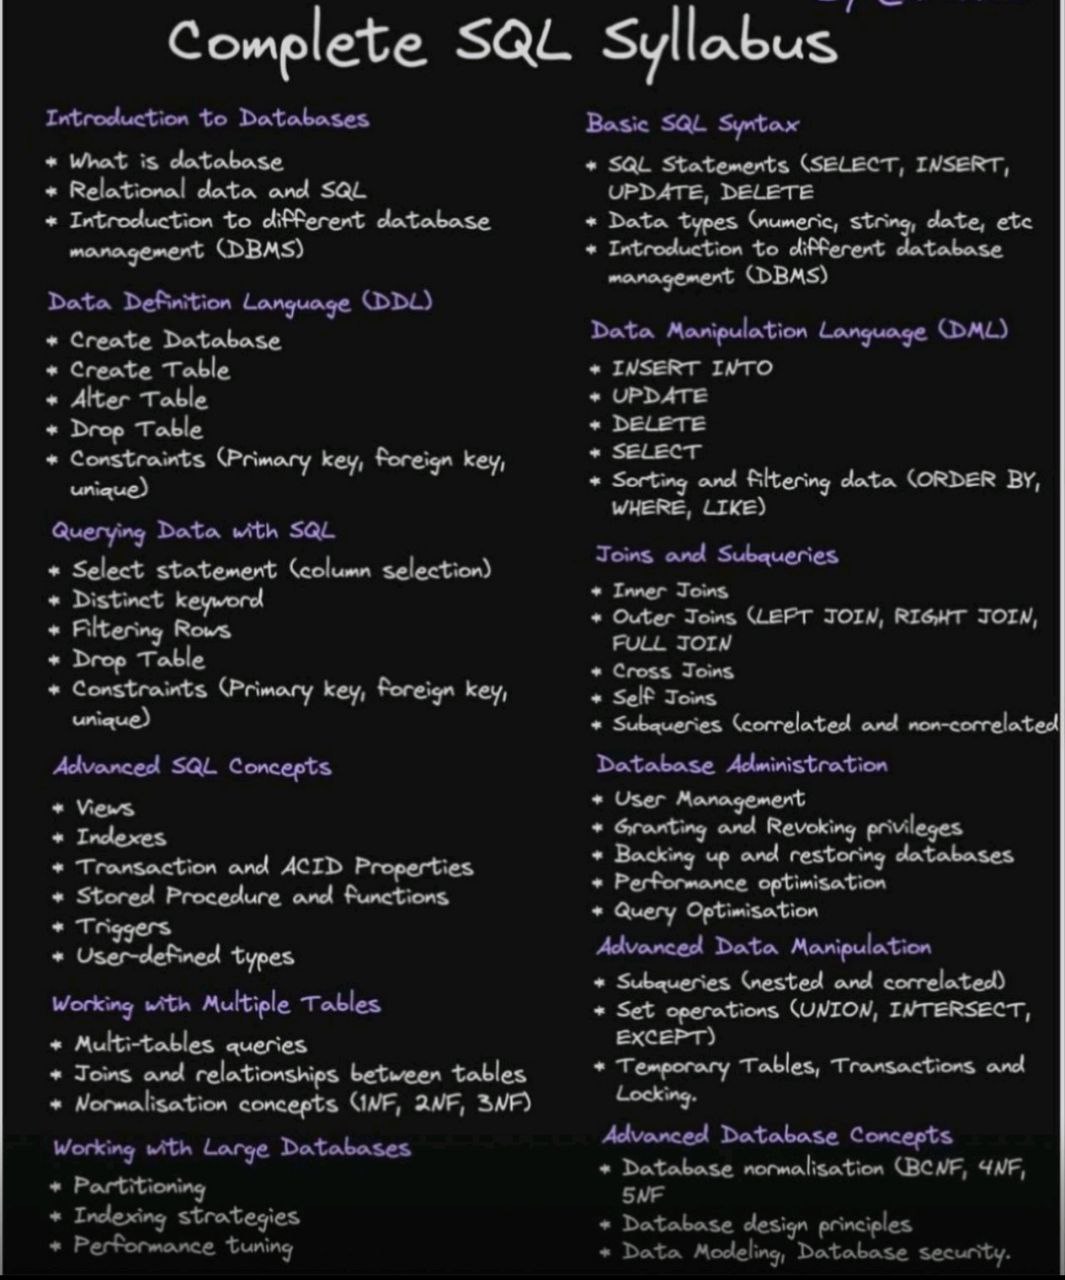 Complete SQL Syllabus
Introduction to Databases
* What is database
* Relational data and SQL
* Introduction to different database
management (DBMS)
Data Definition Language (DDL)
* Create Database
* Create Table
* Alter Table
* Drop Table
* Constraints (Primary key, foreign key,
unique)
Querying Data with SQL
* Select statement (column selection)
* Distinct keyword
* Filtering Rows
* Drop Table
* Constraints (Primary key, foreign key,
unique)
Advanced SQL Concepts
* Views
* Indexes
* Transaction and ACID Properties
* Stored Procedure and functions
* Triggers
* User-defined types
Working with Multiple Tables
* Multi-tables queries
* Joins and relationships between tables
* Normalisation concepts (1NF, 2NF, 3NF)
Working with Large Databases
* Partitioning
* Indexing strategies
* Performance tuning
Basic SQL Syntax
* SQL Statements (SELECT, INSERT,
UPDATE, DELETE
* Data types (numeric, string, date, etc
* Introduction to different database
management (DBMS)
Data Manipulation Language (DML)
* INSERT INTO
* UPDATE
* DELETE
* SELECT
* Sorting and filtering data (ORDER BY,
WHERE, LIKE)
Joins and Subqueries
* Inner Joins
* Outer Joins (LEFT JOIN, RIGHT JOIN,
FULL JOIN
* Cross Joins
* Self Joins
* Subqueries (correlated and non-correlated
Database Administration
* User Management
* Granting and Revoking privileges
* Backing up and restoring databases
* Performance optimisation
* Query Optimisation
Advanced Data Manipulation
* Subqueries (nested and correlated)
* Set operations (UNION, INTERSECT,
EXCEPT)
* Temporary Tables, Transactions and
Locking.
Advanced Database Concepts
* Database normalisation (BCNF, 4NF,
5NF
* Database design principles
* Data Modeling, Database security.